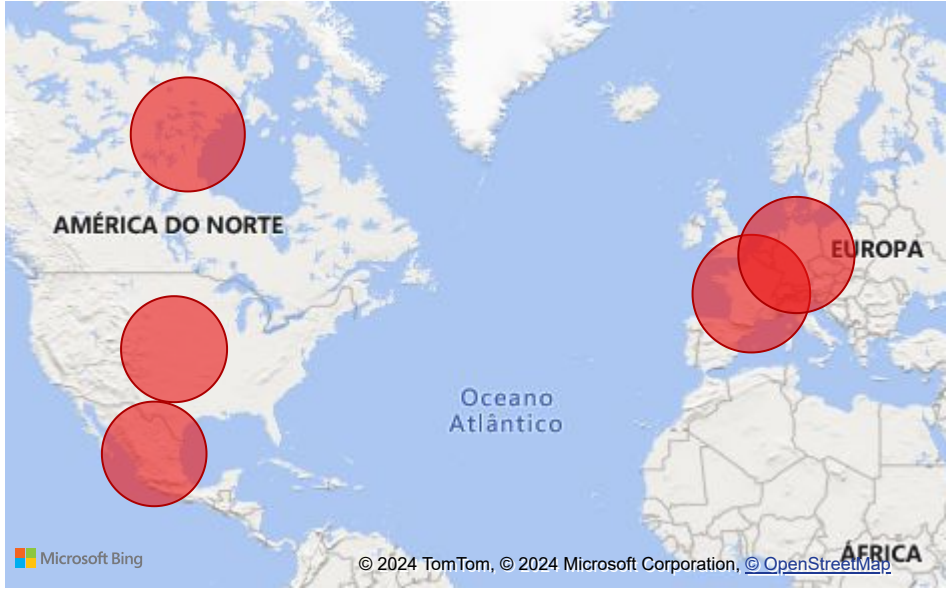 AMÉRICA DO NORTE
EUROPA
Oceano
Atlântico
ÁFRICA
Microsoft Bing
© 2024 TomTom, © 2024 Microsoft Corporation, © OpenStreetMap